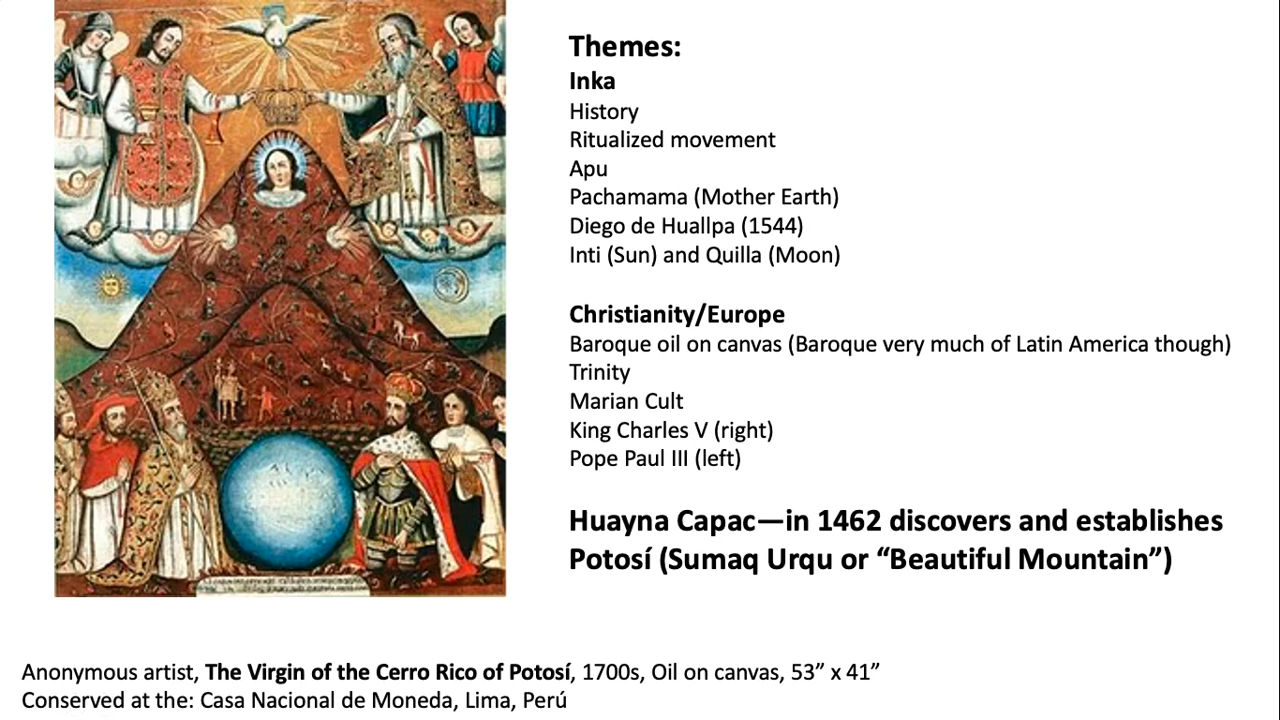 Themes:
Inka
History
Ritualized movement
Apu
Pachamama (Mother Earth)
Diego de Huallpa (1544)
Inti (Sun) and Quilla (Moon)
Christianity/Europe
Baroque oil on canvas (Baroque very much of Latin America though)
Trinity
Marian Cult
King Charles V (right)
Pope Paul III (left)
Huayna Capac—in 1462 discovers and establishes
Potosí (Sumaq Urqu or “Beautiful Mountain”)
Anonymous artist, The Virgin of the Cerro Rico of Potosí, 1700s, Oil on canvas, 53” x 41”
Conserved at the: Casa Nacional de Moneda, Lima, Perú